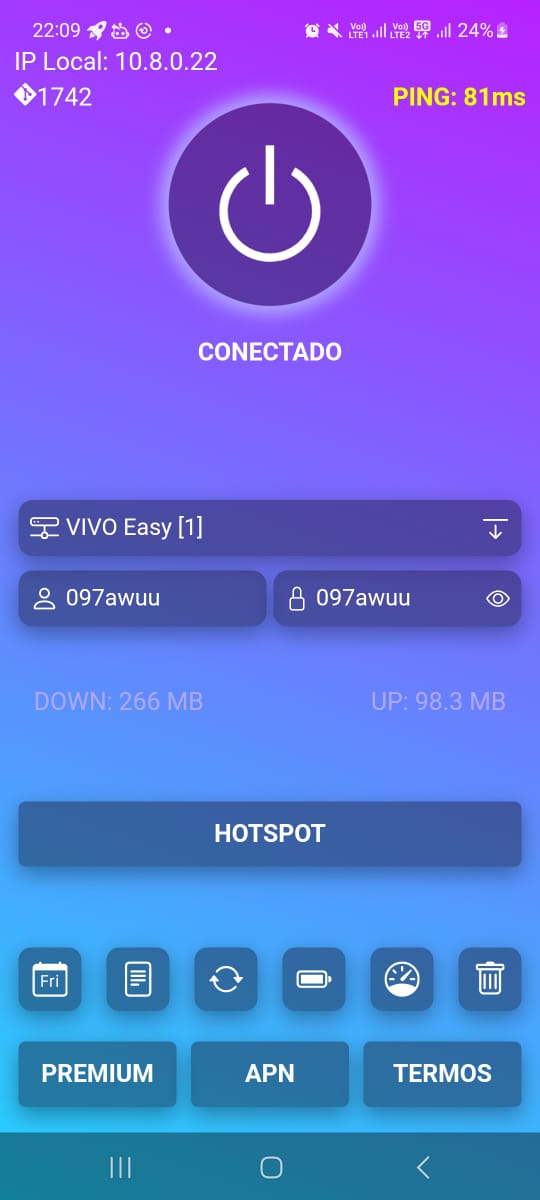 22:09 Vo)) LTE1 Vo)) LTE2 5G 24%
IP Local: 10.8.0.22
1742 PING: 81ms
CONECTADO
VIVO Easy [1]
097awuu 097awuu
DOWN: 266 MB UP: 98.3 MB
HOTSPOT
Fri
PREMIUM APN TERMOS